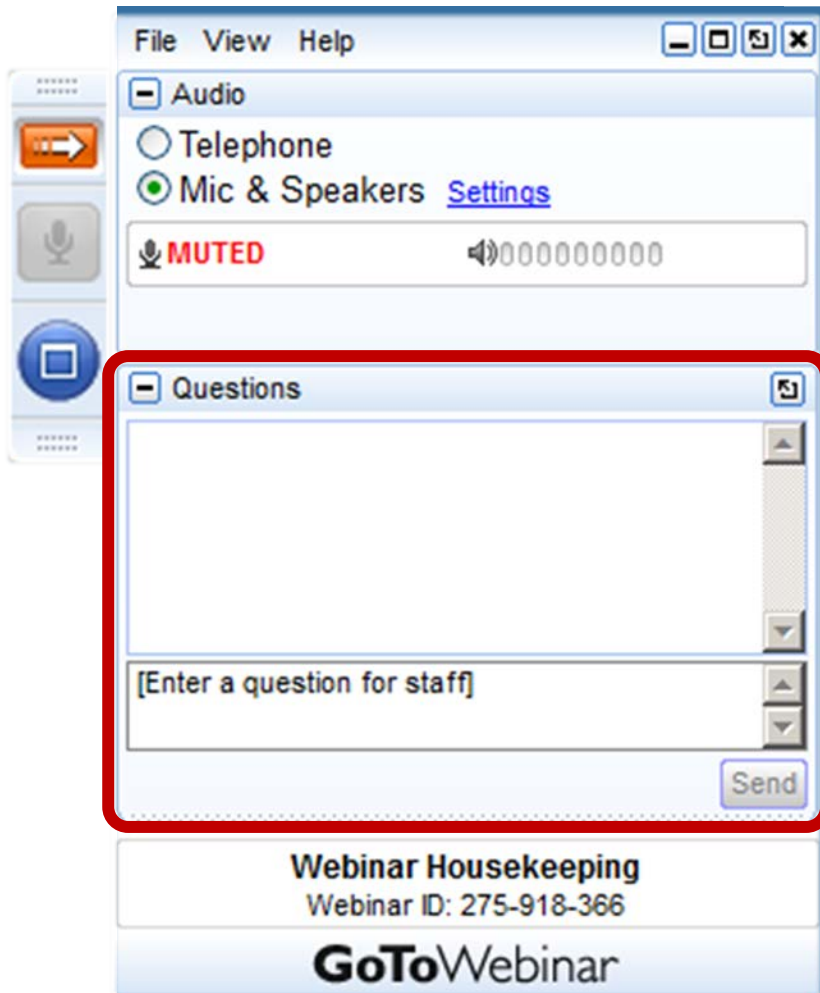 File View Help
Audio
Telephone
Mic & Speakers Settings
MUTED
Questions
[Enter a question for staff]
Send
Webinar Housekeeping
Webinar ID: 275-918-366
GoToWebinar